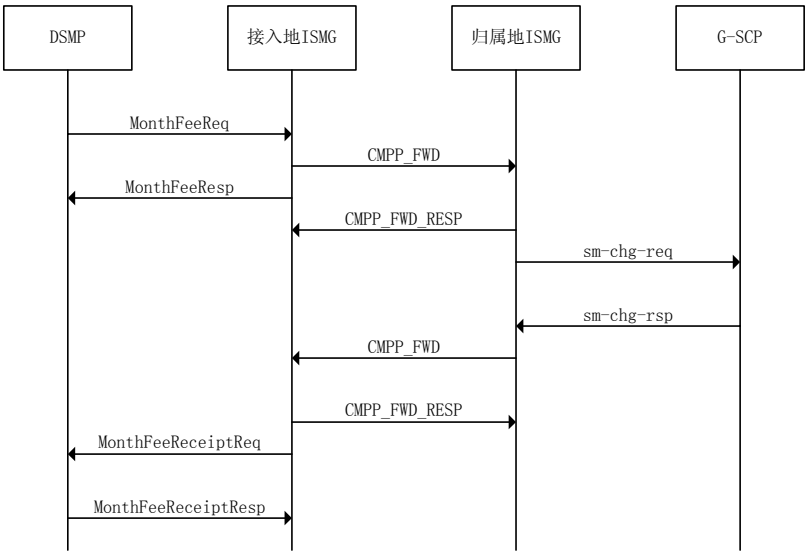 DSMP
接入地ISMG
归属地ISMG
G-SCP
MonthFeeReq
CMPP_FWD
MonthFeeResp
CMPP_FWD_RESP
sm-chg-req
sm-chg-rsp
CMPP_FWD
CMPP_FWD_RESP
MonthFeeReceiptReq
MonthFeeReceiptResp